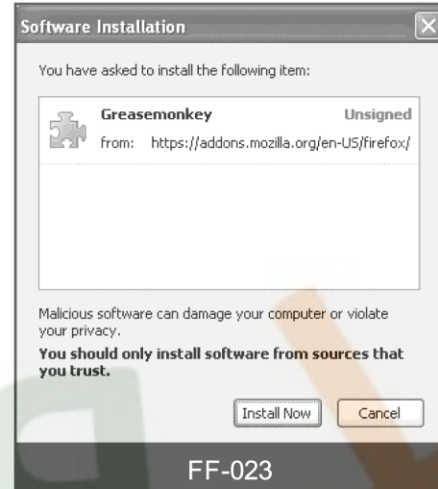 Software Installation
You have asked to install the following item:
Greasemonkey Unsigned
from: https://addons.mozilla.org/en-US/firefox/
Malicious software can damage your computer or violate
your privacy.
You should only install software from sources that
you trust.
Install Now Cancel
FF-023